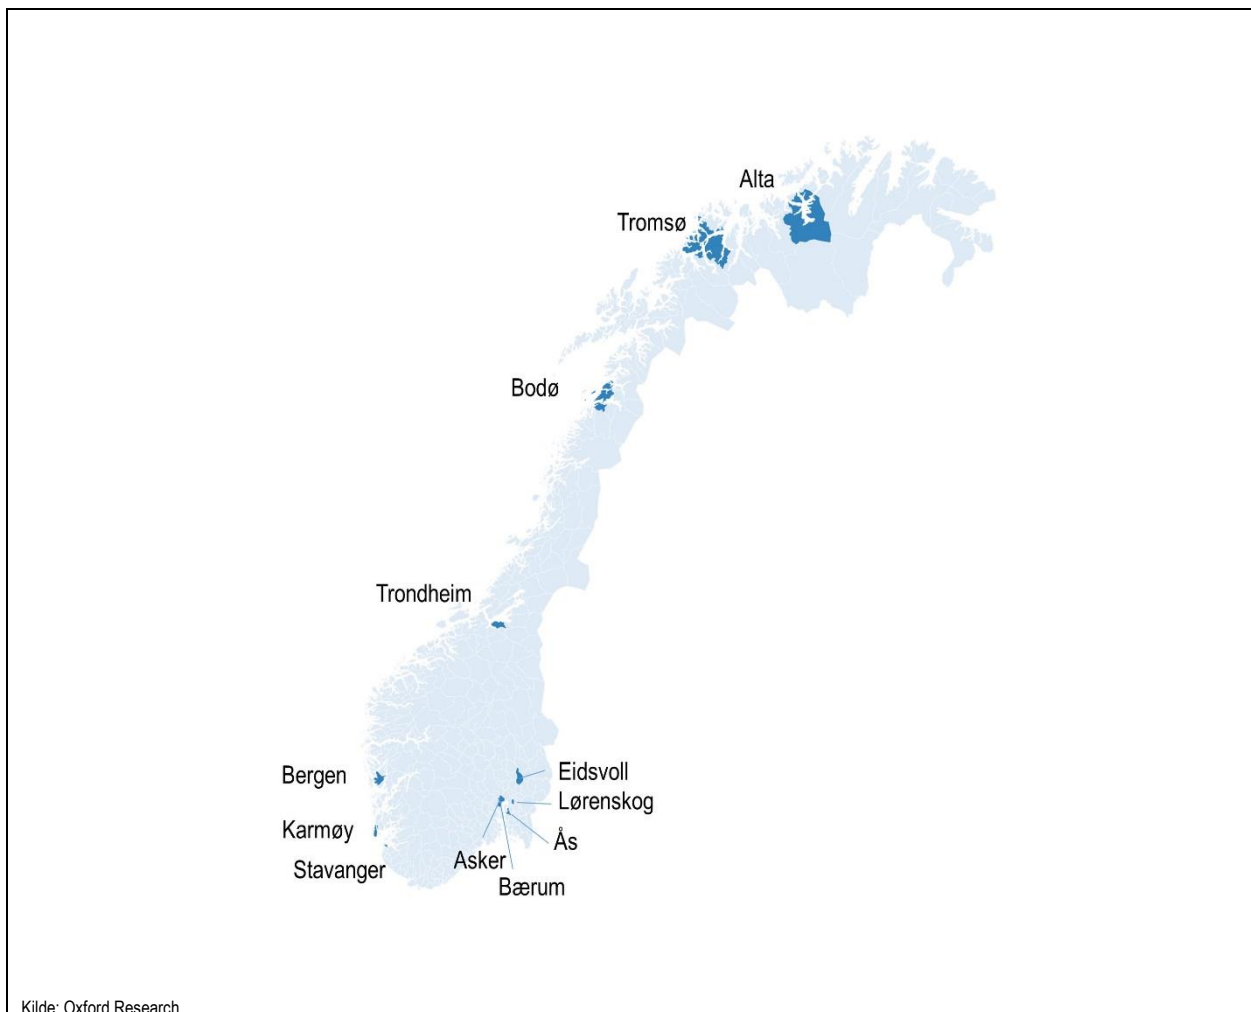 Alta
Tromsø
Bodø
Trondheim
Bergen
Eidsvoll
Lørenskog
Karmøy
Ås
Asker
Stavanger
Bærum
Kilde: Oxford Research